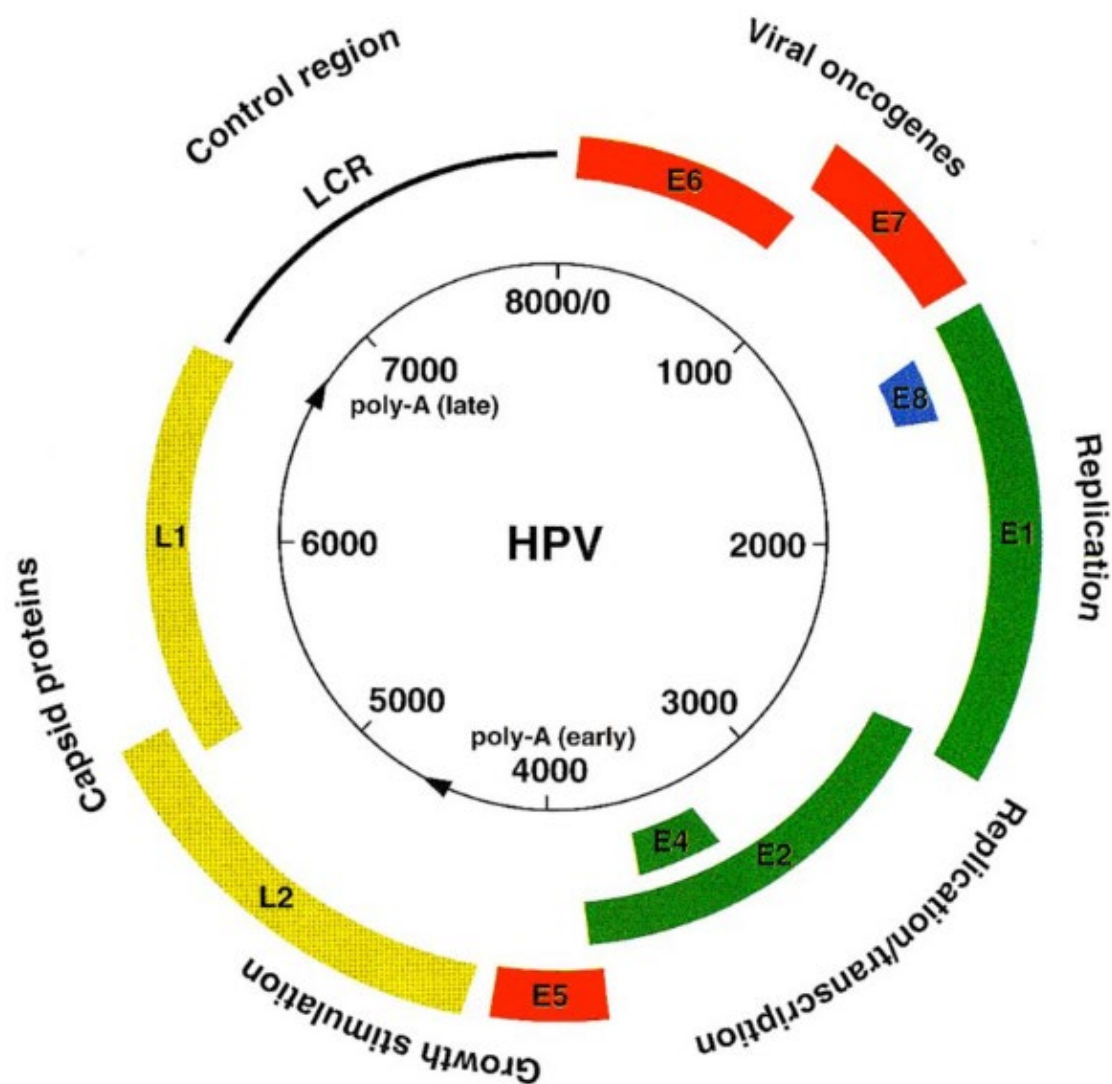 Control region
Viral oncogenes
LCR
E6
E7
8000/0
7000
poly-A (late)
1000
E8
Replication
L1
6000
HPV
2000
E1
Capsid proteins
5000
poly-A (early)
4000
3000
E4
E2
Replication/transcription
L2
E5
Growth stimulation